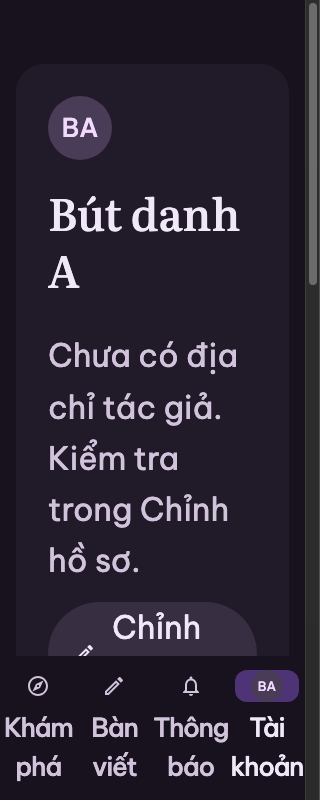 BA
Bút danh
A
Chưa có địa
chỉ tác giả.
Kiểm tra
trong Chỉnh
hồ sơ.
Chỉnh
BA
Khám Bàn Thông Tài
phá viết báo khoản